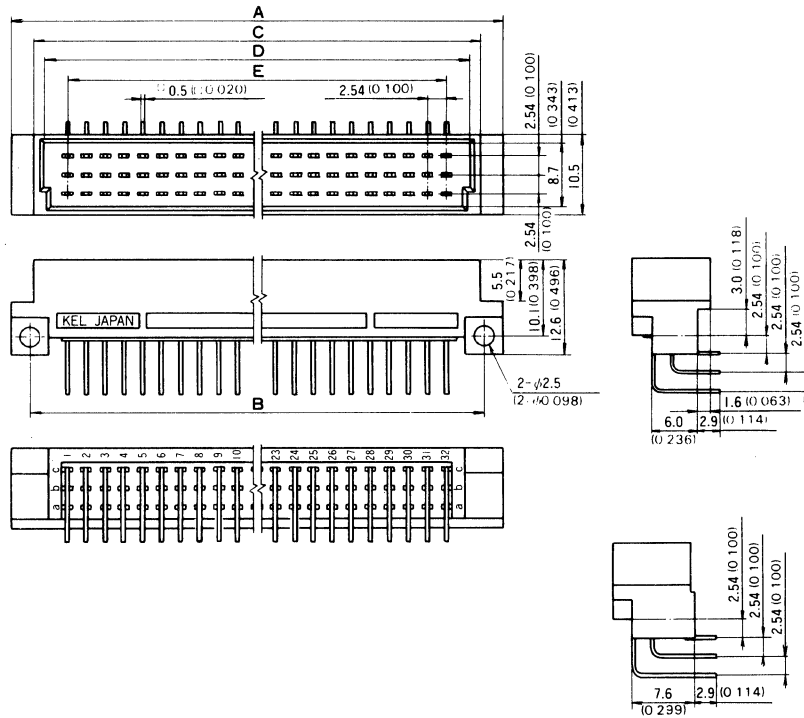 A
C
D
E
0.5 (□0.020)
2.54 (0.100)
2.54 (0.100)
8.7
(0.343)
10.5
(0.413)
2.54
(0.100)
5.5
(0.217)
10.1 (0.398)
12.6 (0.496)
KEL JAPAN
2-φ2.5
(2-φ0.098)
B
3.0 (0.118)
2.54 (0.100)
2.54 (0.100)
2.54 (0.100)
1.6 (0.063)
6.0
(0.236)
2.9 (0.114)
1 2 3 4 5 6 7 8 9 10 23 24 25 26 27 28 29 30 31 32
c c
b b
a a
2.54 (0.100)
2.54 (0.100)
2.54 (0.100)
7.6
(0.299)
2.9 (0.114)